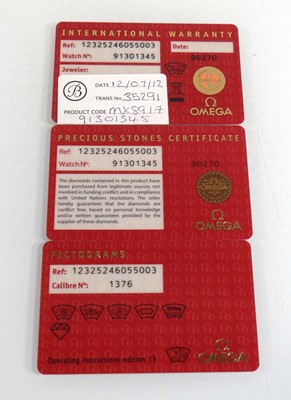 INTERNATIONAL WARRANTY
Ref: 12325246055003 Date:
Watch Nº: 91301345 90270
Jeweler:
B DATE 12/07/12
TRANS No. 35291
PRODUCT CODE MX5917
91301345
Ω
OMEGA
PRECIOUS STONES CERTIFICATE
Ref: 12325246055003
Watch Nº: 91301345 90270
The diamonds contained in this product have
been purchased from legitimate sources not
involved in funding conflict and in compliance
with United Nations resolutions. The seller
hereby guarantees that the diamonds are
conflict free, based on personal knowledge
and/or written guarantees provided by the
supplier of these diamonds.
Ω
OMEGA
PICTOGRAMS
Ref: 12325246055003
Calibre Nº: 1376
Operating instructions edition 13
Ω
OMEGA